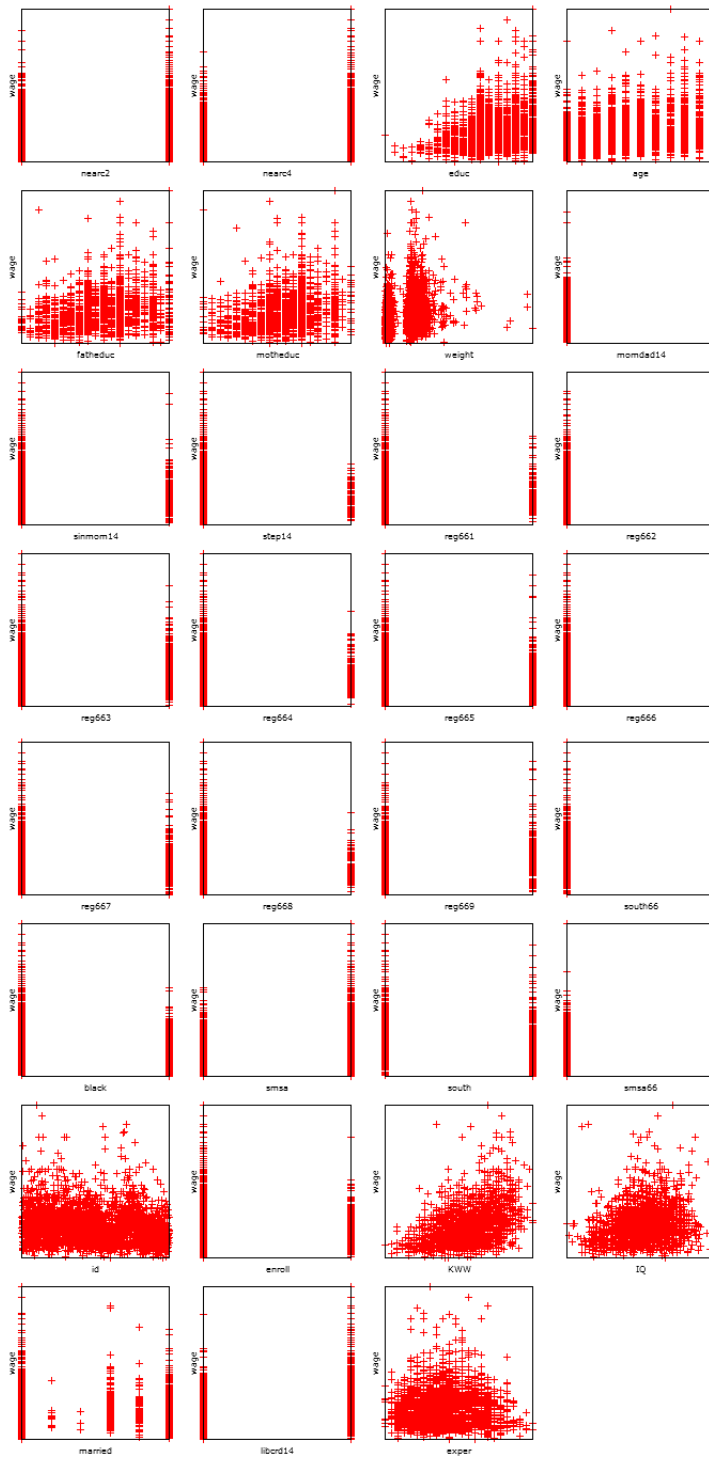 wage
nearc2
wage
nearc4
wage
educ
wage
age
wage
fatheduc
wage
motheduc
wage
weight
wage
momdad14
wage
sinmom14
wage
step14
wage
reg661
wage
reg662
wage
reg663
wage
reg664
wage
reg665
wage
reg666
wage
reg667
wage
reg668
wage
reg669
wage
south66
wage
black
wage
smsa
wage
south
wage
smsa66
wage
id
wage
enroll
wage
KWW
wage
IQ
wage
married
wage
libcrd14
wage
exper